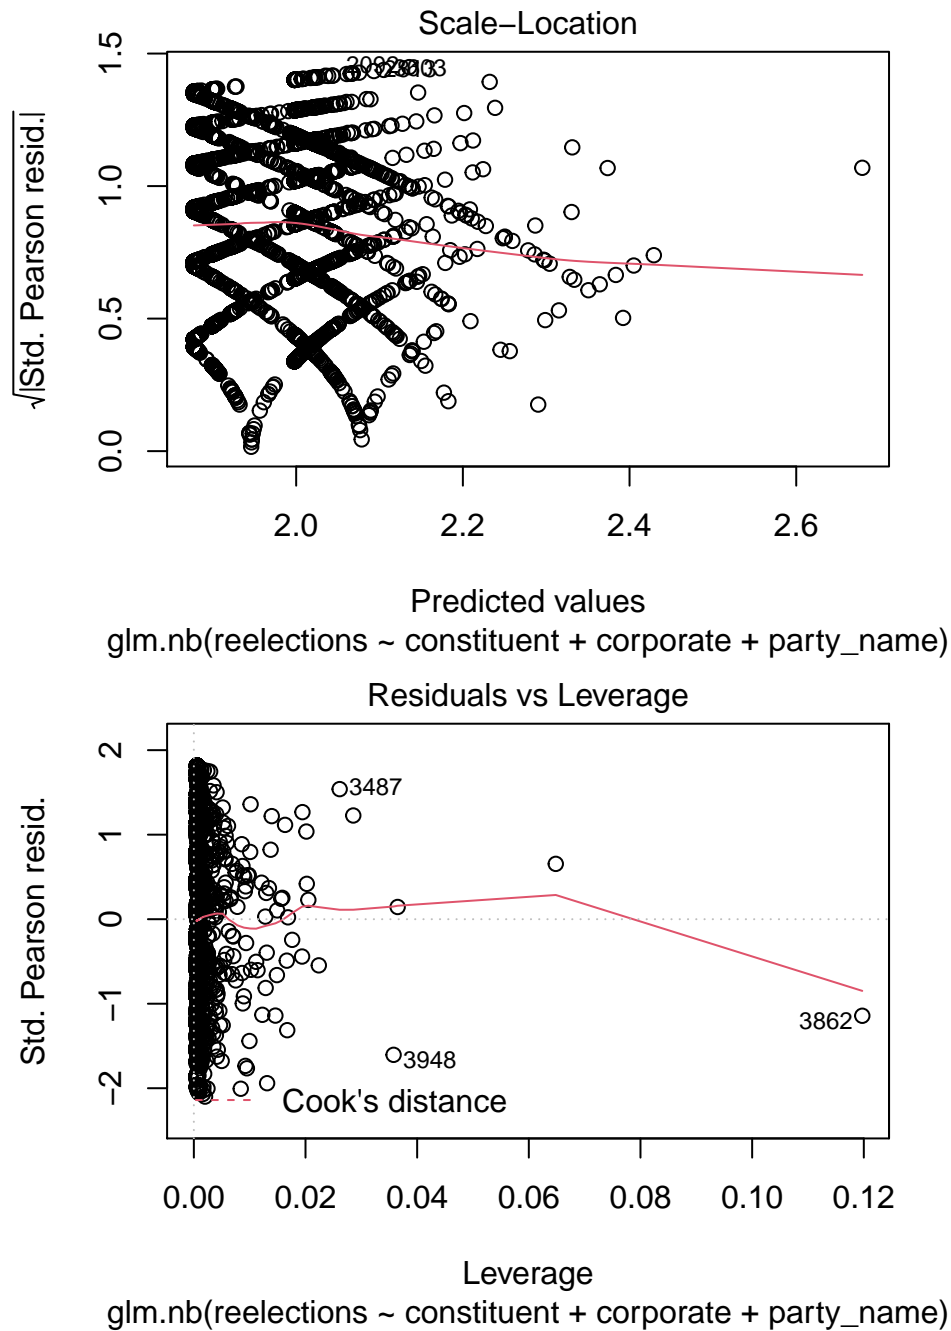 Scale−Location
√|Std. Pearson resid.|
0.0 0.5 1.0 1.5
2.0 2.2 2.4 2.6
Predicted values
glm.nb(reelections ~ constituent + corporate + party_name)
Residuals vs Leverage
Std. Pearson resid.
−2 −1 0 1 2
3487
3862
3948
Cook's distance
0.00 0.02 0.04 0.06 0.08 0.10 0.12
Leverage
glm.nb(reelections ~ constituent + corporate + party_name)